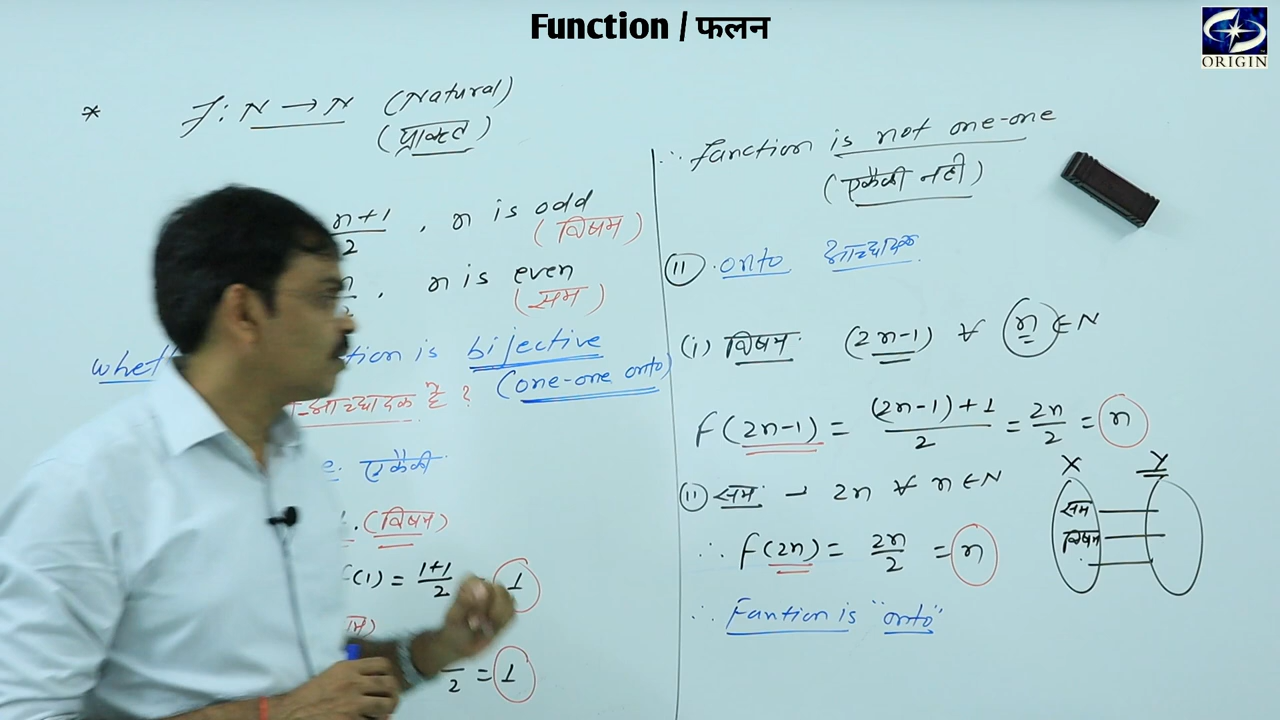 Function / फलन
ORIGIN
* f: N → N (Natural)
(प्राकृत)
n+1/2 , n is odd
(विषम)
, n is even
(सम)
ction is bijective
(one-one onto)
-आच्छादक है ?
एकैकी
(विषम)
f(1) = 1+1/2 = 1
2 = 1
∴ function is not one-one
(एकैकी नही)
(II) onto आच्छादक
(i) विषम (2n-1) ∀ n ∈ N
f(2n-1) = (2n-1)+1/2 = 2n/2 = n
(ii) सम → 2n ∀ n ∈ N
∴ f(2n) = 2n/2 = n
∴ Fantion is "onto"
X Y
सम
विषम